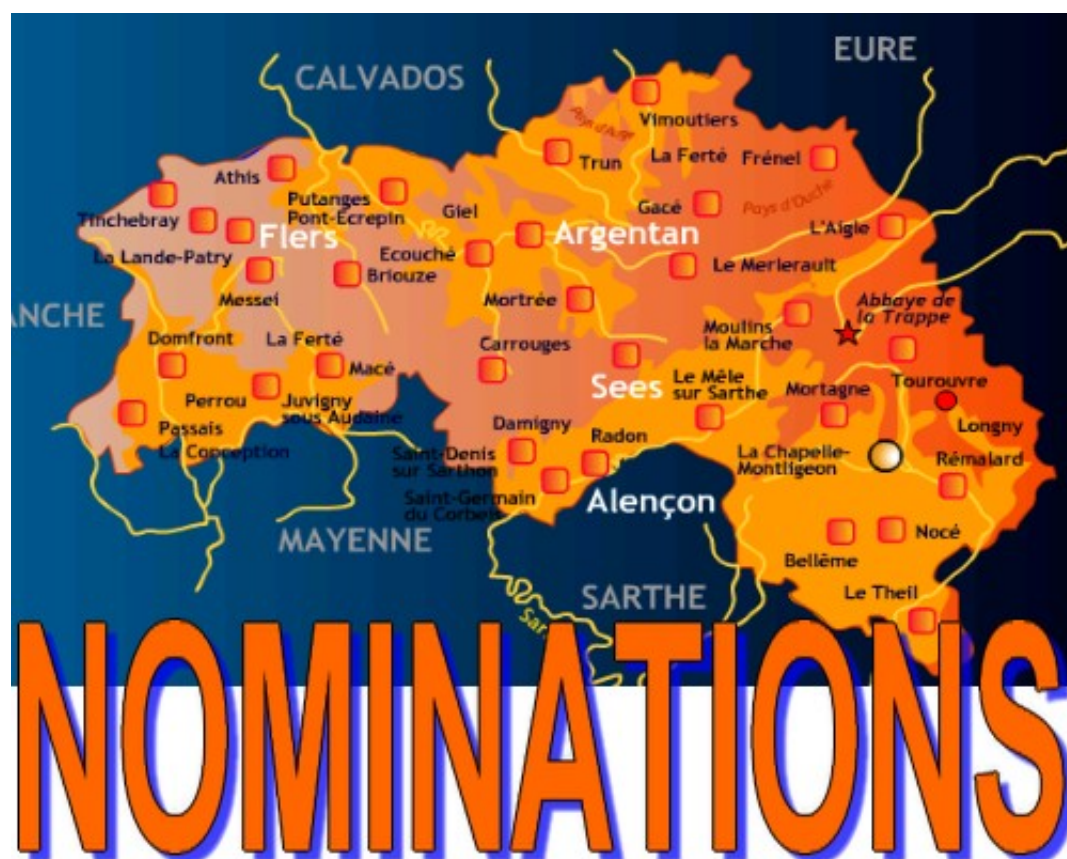 EURE
CALVADOS
Vimoutiers
Pays d'Auge
Trun
La Ferté
Frénel
Athis
Putanges
Pont-Ecrepin
Giel
Gacé
Pays d'Ouche
Tinchebray
Flers
Argentan
L'Aigle
La Lande-Patry
Ecouché
Briouze
Le Merlerault
Messei
Mortrée
Abbaye de
la Trappe
ANCHE
Moulins
la Marche
Domfront
La Ferté
Macé
Carrouges
Sees
Le Mêle
sur Sarthe
Mortagne
Tourouvre
Perrou
Juvigny
sous Audaine
Longny
Passais
La Conception
Damigny
Radon
La Chapelle-
Montligeon
Rémalard
Saint-Denis
sur Sarthon
Saint-Germain
du Corbeis
Alençon
MAYENNE
Nocé
Bellême
SARTHE
Le Theil
Sar
NOMINATIONS